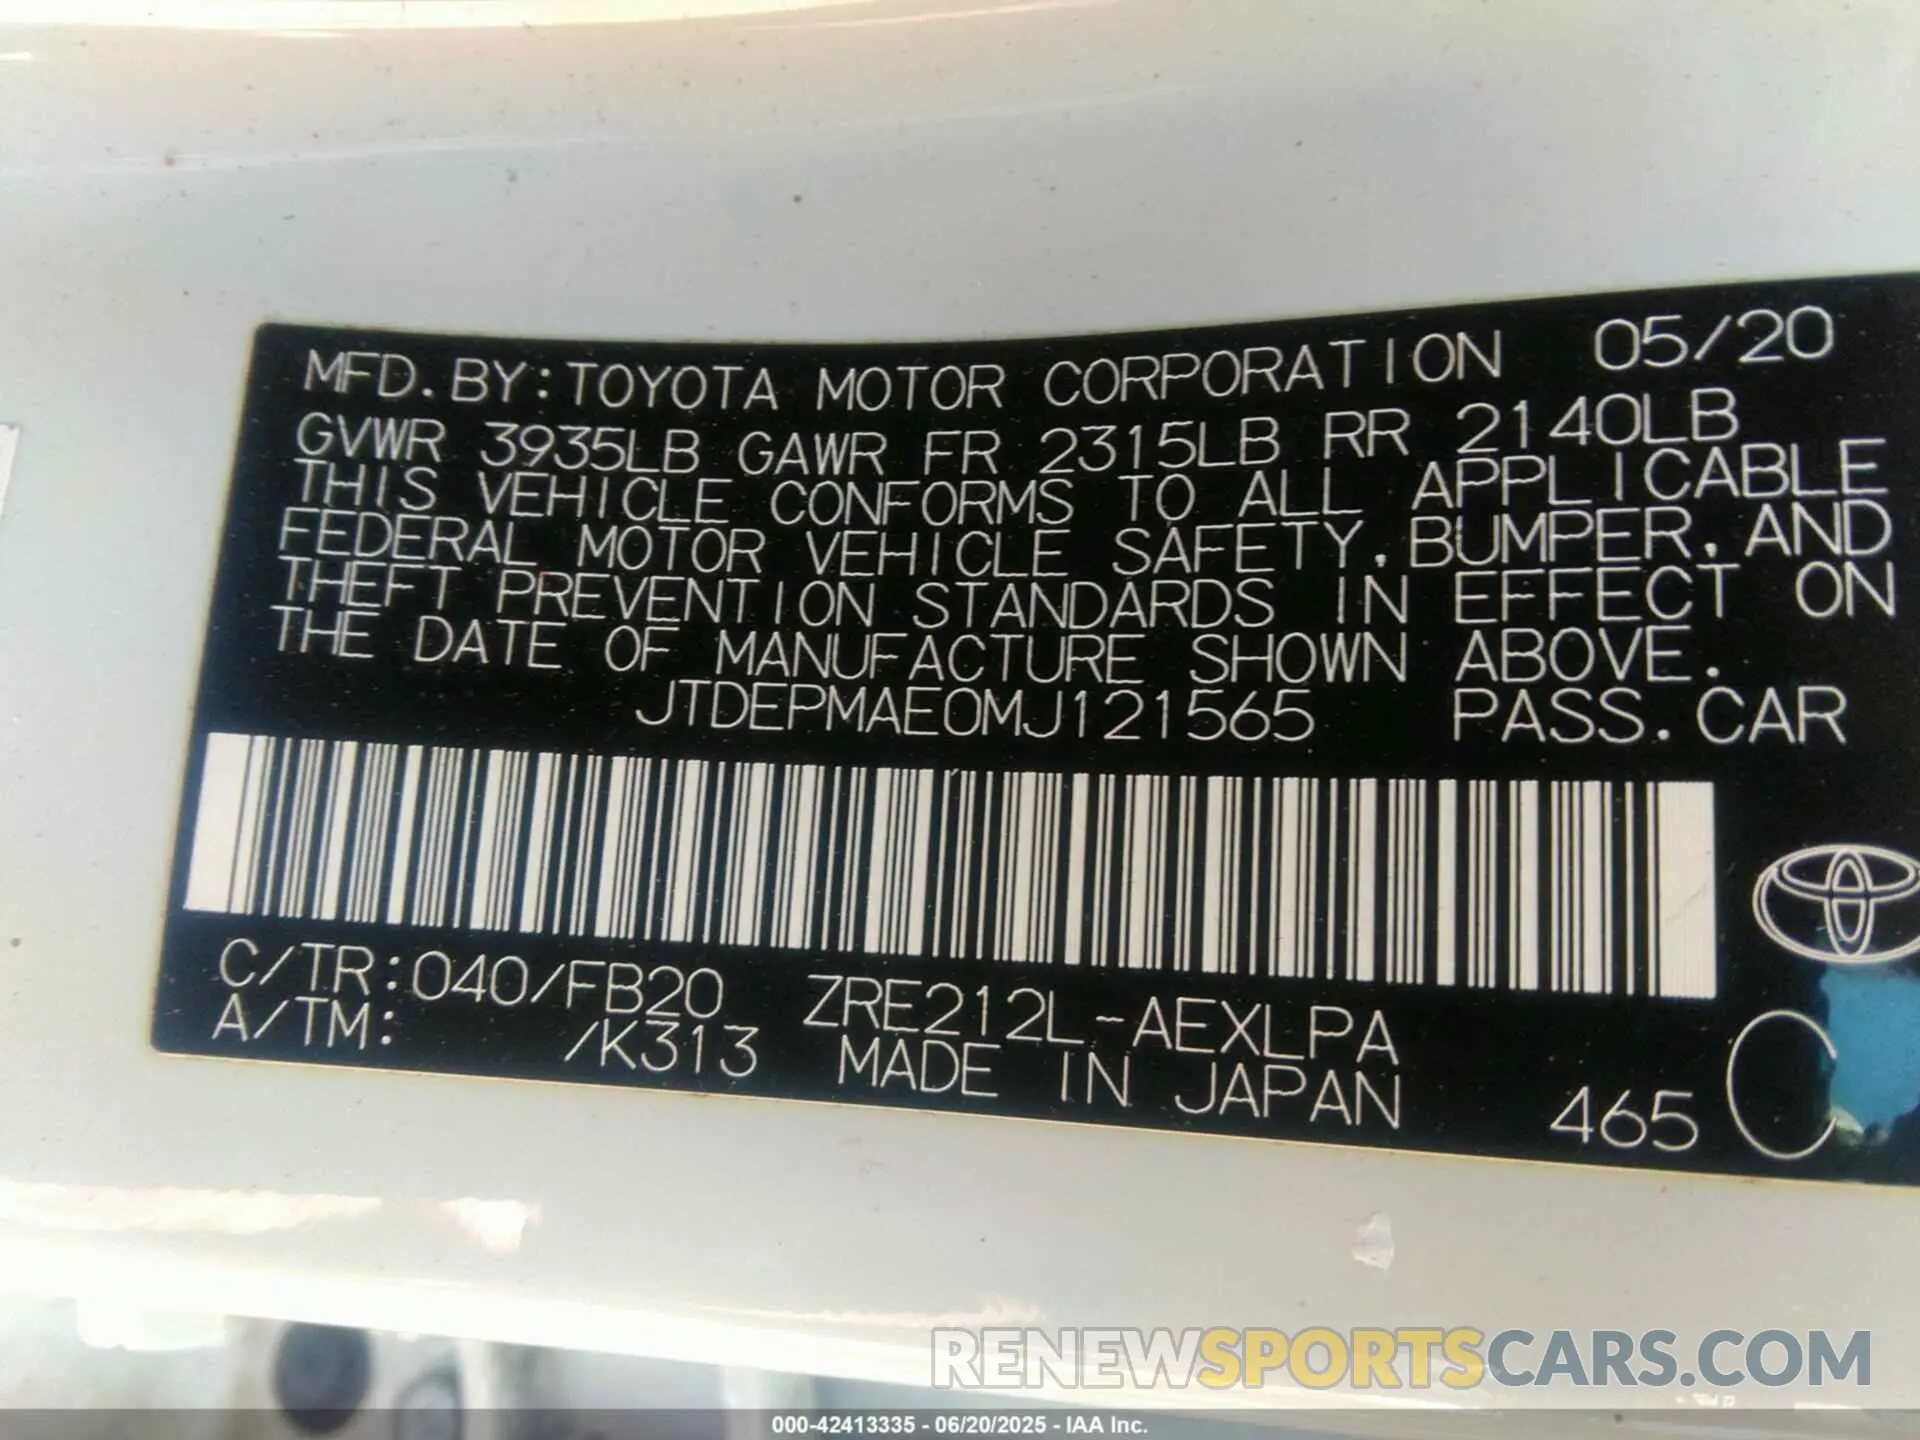 MFD.BY:TOYOTA MOTOR CORPORATION 05/20
GVWR 3935LB GAWR FR 2315LB RR 2140LB
THIS VEHICLE CONFORMS TO ALL APPLICABLE
FEDERAL MOTOR VEHICLE SAFETY, BUMPER, AND
THEFT PREVENTION STANDARDS IN EFFECT ON
THE DATE OF MANUFACTURE SHOWN ABOVE.
JTDEPMAE0MJ121565 PASS.CAR
C/TR:040/FB20 ZRE212L-AEXLPA
A/TM: /K313 MADE IN JAPAN 465 C
RENEWSPORTSCARS.COM
000-42413335 - 06/20/2025 - IAA Inc.